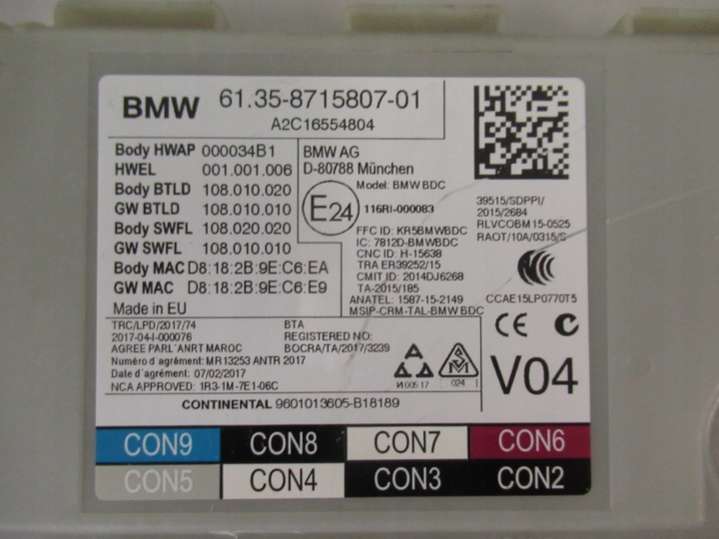 BMW 61.35-8715807-01
A2C16554804
Body HWAP 000034B1
HWEL 001.001.006
Body BTLD 108.010.020
GW BTLD 108.010.010
Body SWFL 108.020.020
GW SWFL 108.010.010
Body MAC D8:18:2B:9E:C6:EA
GW MAC D8:18:2B:9E:C6:E9
Made in EU
BMW AG
D-80788 München
Model: BMW BDC
E24
116RI-000083
FCC ID: KR5BMWBDC
IC: 7812D-BMWBDC
CNC ID: H-15638
TRA ER39252/15
CMIT ID: 2014DJ6268
TA-2015/185
ANATEL: 1587-15-2149
MSIP-CRM-TAL-BMW BDC
39515/SDPPI/
2015/2684
RLVCOBM15-0525
RAOT/10A/0315/S
CCAE15LP0770T5
CE
TRC/LPD/2017/74
2017-04-I-000076
AGREE PARL'ANRT MAROC
Numéro d'agrément: MR13253 ANTR 2017
Date d'agrément: 07/02/2017
NCA APPROVED: 1R3-1M-7E1-06C
BTA
REGISTERED NO:
BOCRA/TA/2017/3239
И005 17
024
V04
CONTINENTAL 9601013605-B18189
CON9 CON8 CON7 CON6
CON5 CON4 CON3 CON2